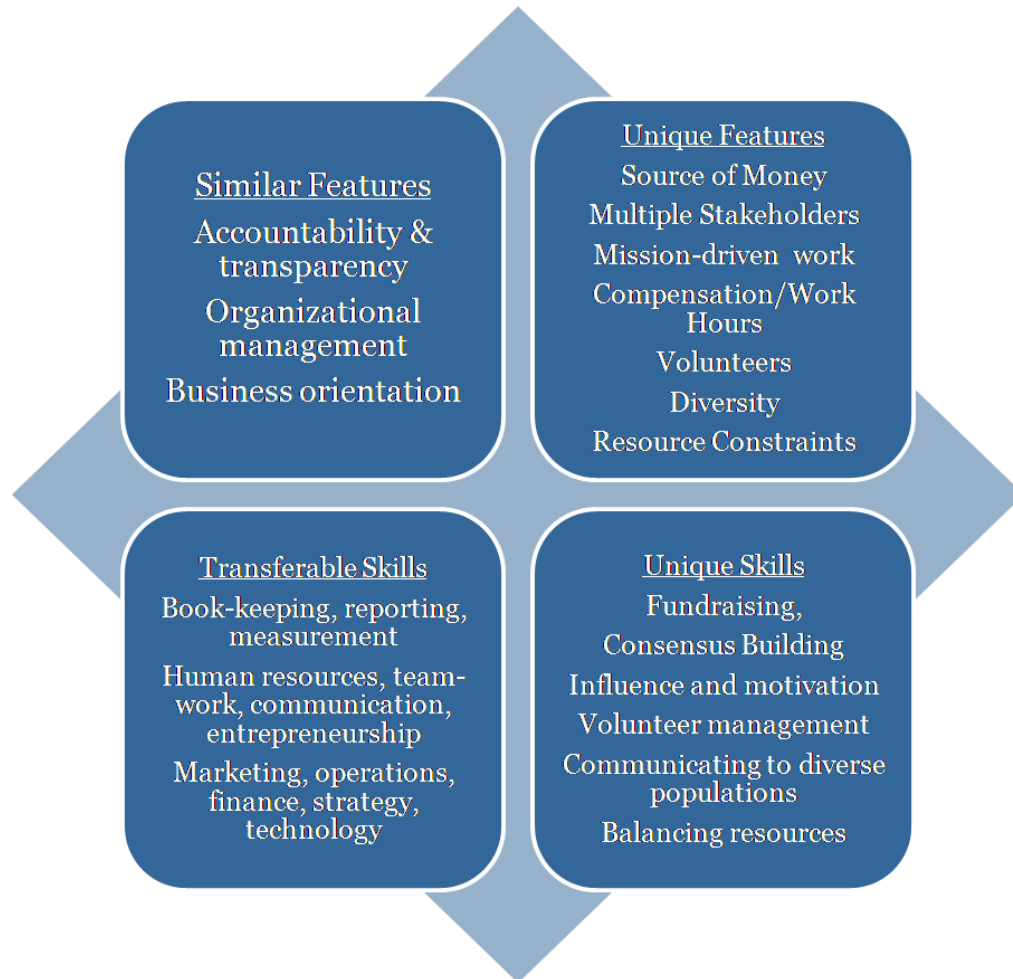 Similar Features
Accountability &
transparency
Organizational
management
Business orientation
Unique Features
Source of Money
Multiple Stakeholders
Mission-driven work
Compensation/Work
Hours
Volunteers
Diversity
Resource Constraints
Transferable Skills
Book-keeping, reporting,
measurement
Human resources, team-
work, communication,
entrepreneurship
Marketing, operations,
finance, strategy,
technology
Unique Skills
Fundraising,
Consensus Building
Influence and motivation
Volunteer management
Communicating to diverse
populations
Balancing resources